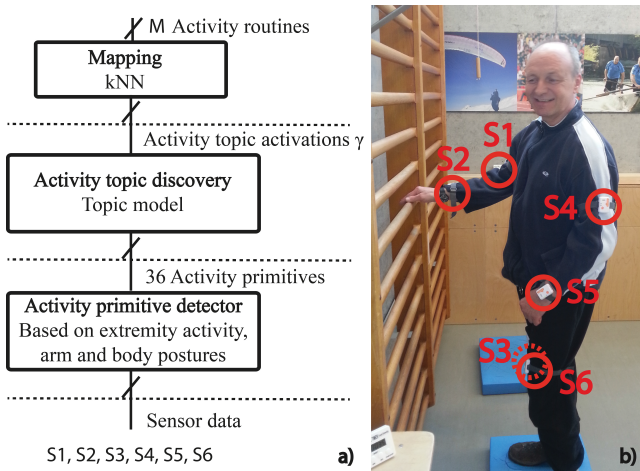 M Activity routines
Mapping
kNN
Activity topic activations γ
Activity topic discovery
Topic model
36 Activity primitives
Activity primitive detector
Based on extremity activity,
arm and body postures
Sensor data
S1, S2, S3, S4, S5, S6
a)
S1
S2
S4
S5
S3
S6
b)